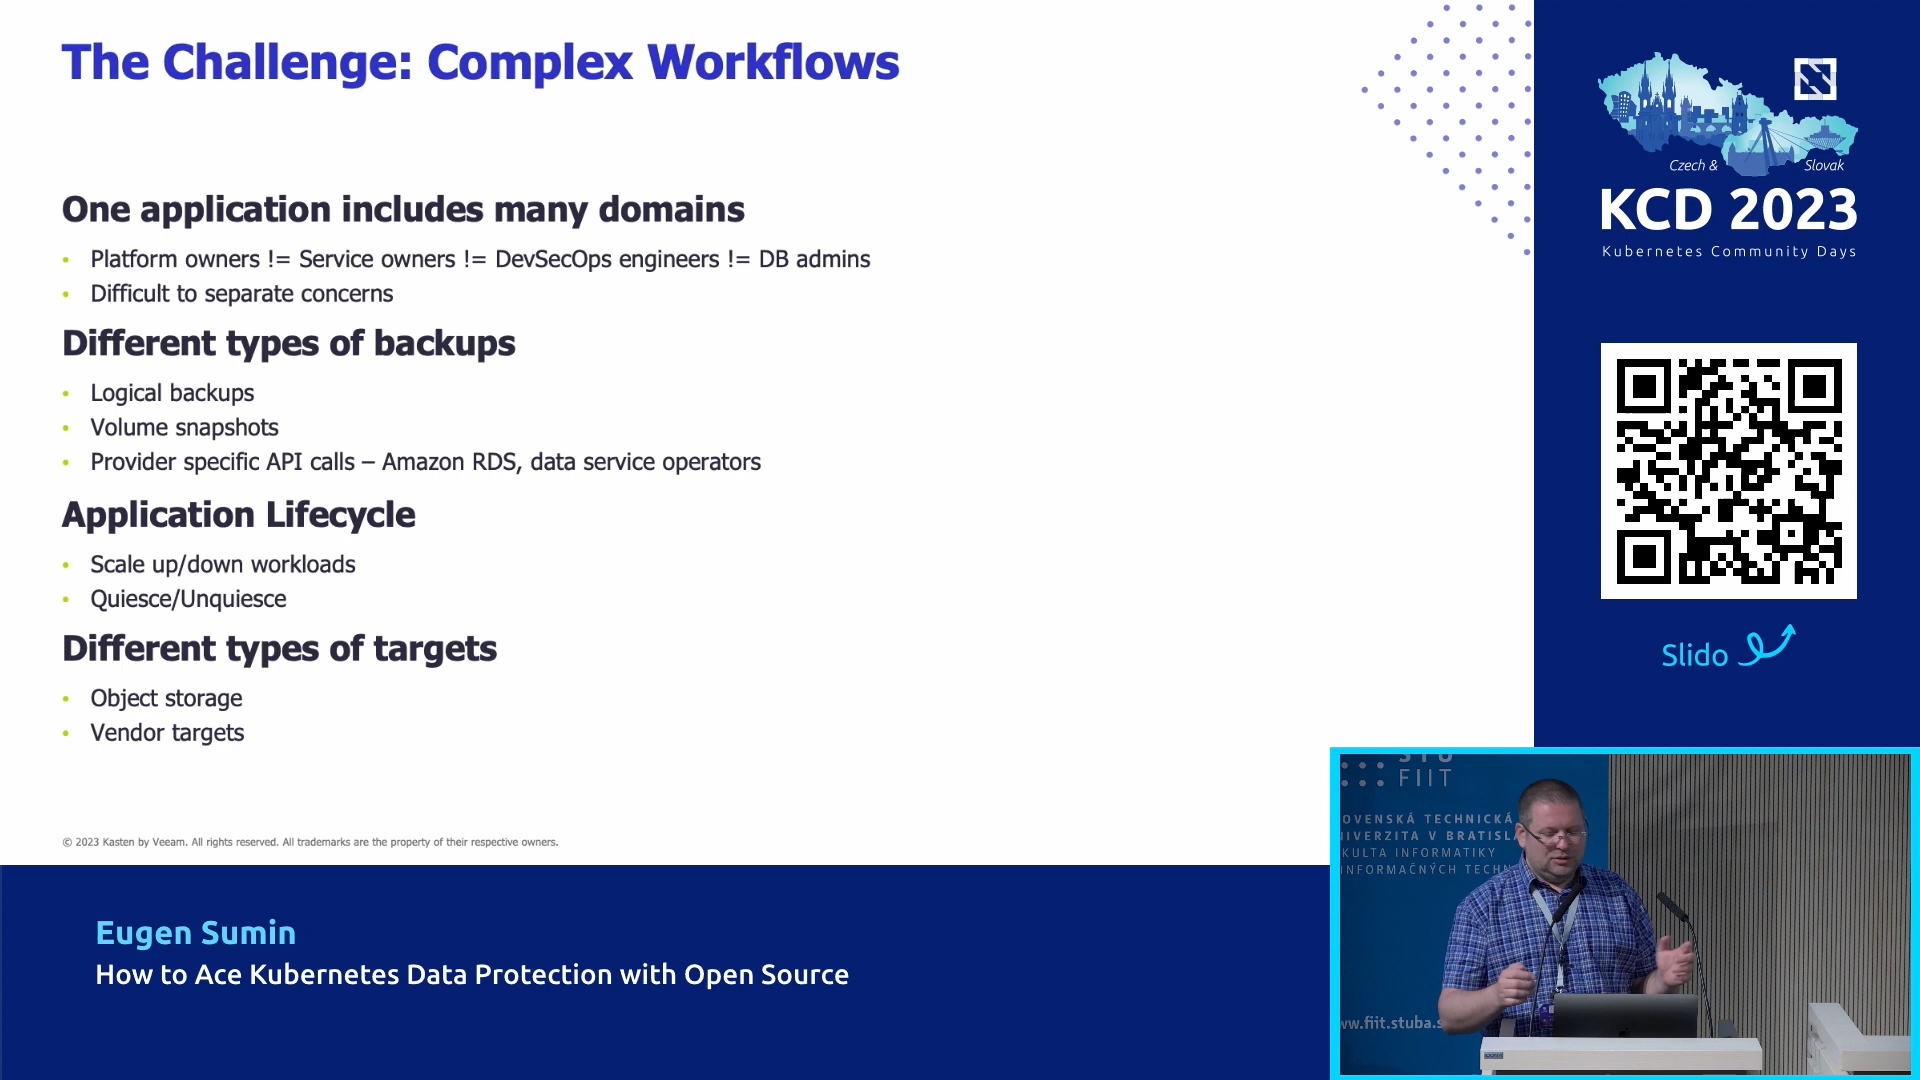 The Challenge: Complex Workflows
One application includes many domains
• Platform owners != Service owners != DevSecOps engineers != DB admins
• Difficult to separate concerns
Different types of backups
• Logical backups
• Volume snapshots
• Provider specific API calls – Amazon RDS, data service operators
Application Lifecycle
• Scale up/down workloads
• Quiesce/Unquiesce
Different types of targets
• Object storage
• Vendor targets
© 2023 Kasten by Veeam. All rights reserved. All trademarks are the property of their respective owners.
Czech & Slovak
KCD 2023
Kubernetes Community Days
Slido
STU
FIIT
OVENSKÁ TECHNICKÁ
IVERZITA V BRATISL
KULTA INFORMATIKY
INFORMAČNÝCH TECHN
ww.fiit.stuba.s
Eugen Sumin
How to Ace Kubernetes Data Protection with Open Source